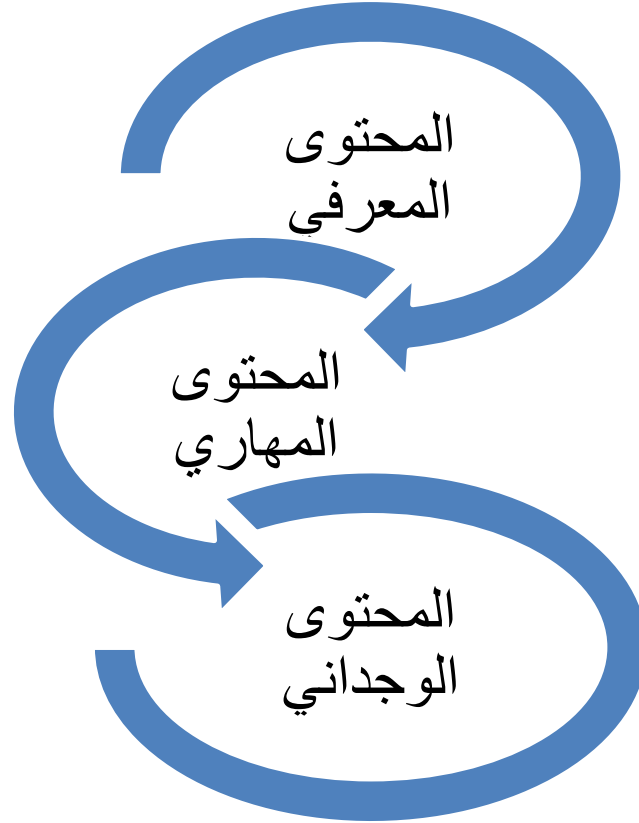 المحتوى
المعرفي
المحتوى
المهاري
المحتوى
الوجداني